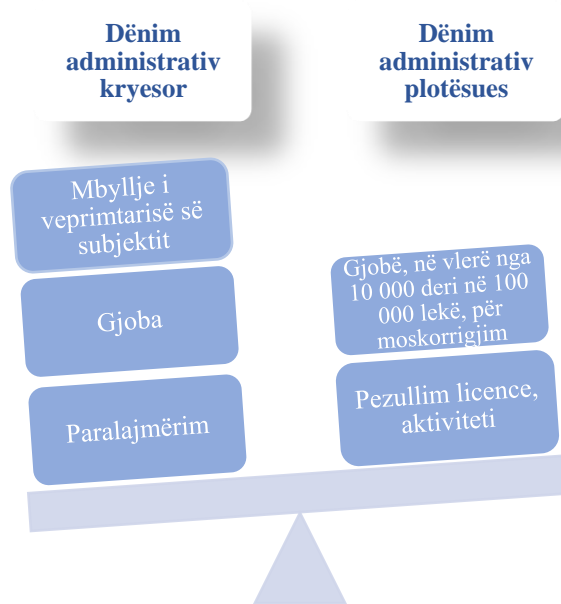 Dënim
administrativ
kryesor
Dënim
administrativ
plotësues
Mbyllje i
veprimtarisë së
subjektit
Gjoba
Paralajmërim
Gjobë, në vlerë nga
10 000 deri në 100
000 lekë, për
moskorrigjim
Pezullim licence,
aktiviteti